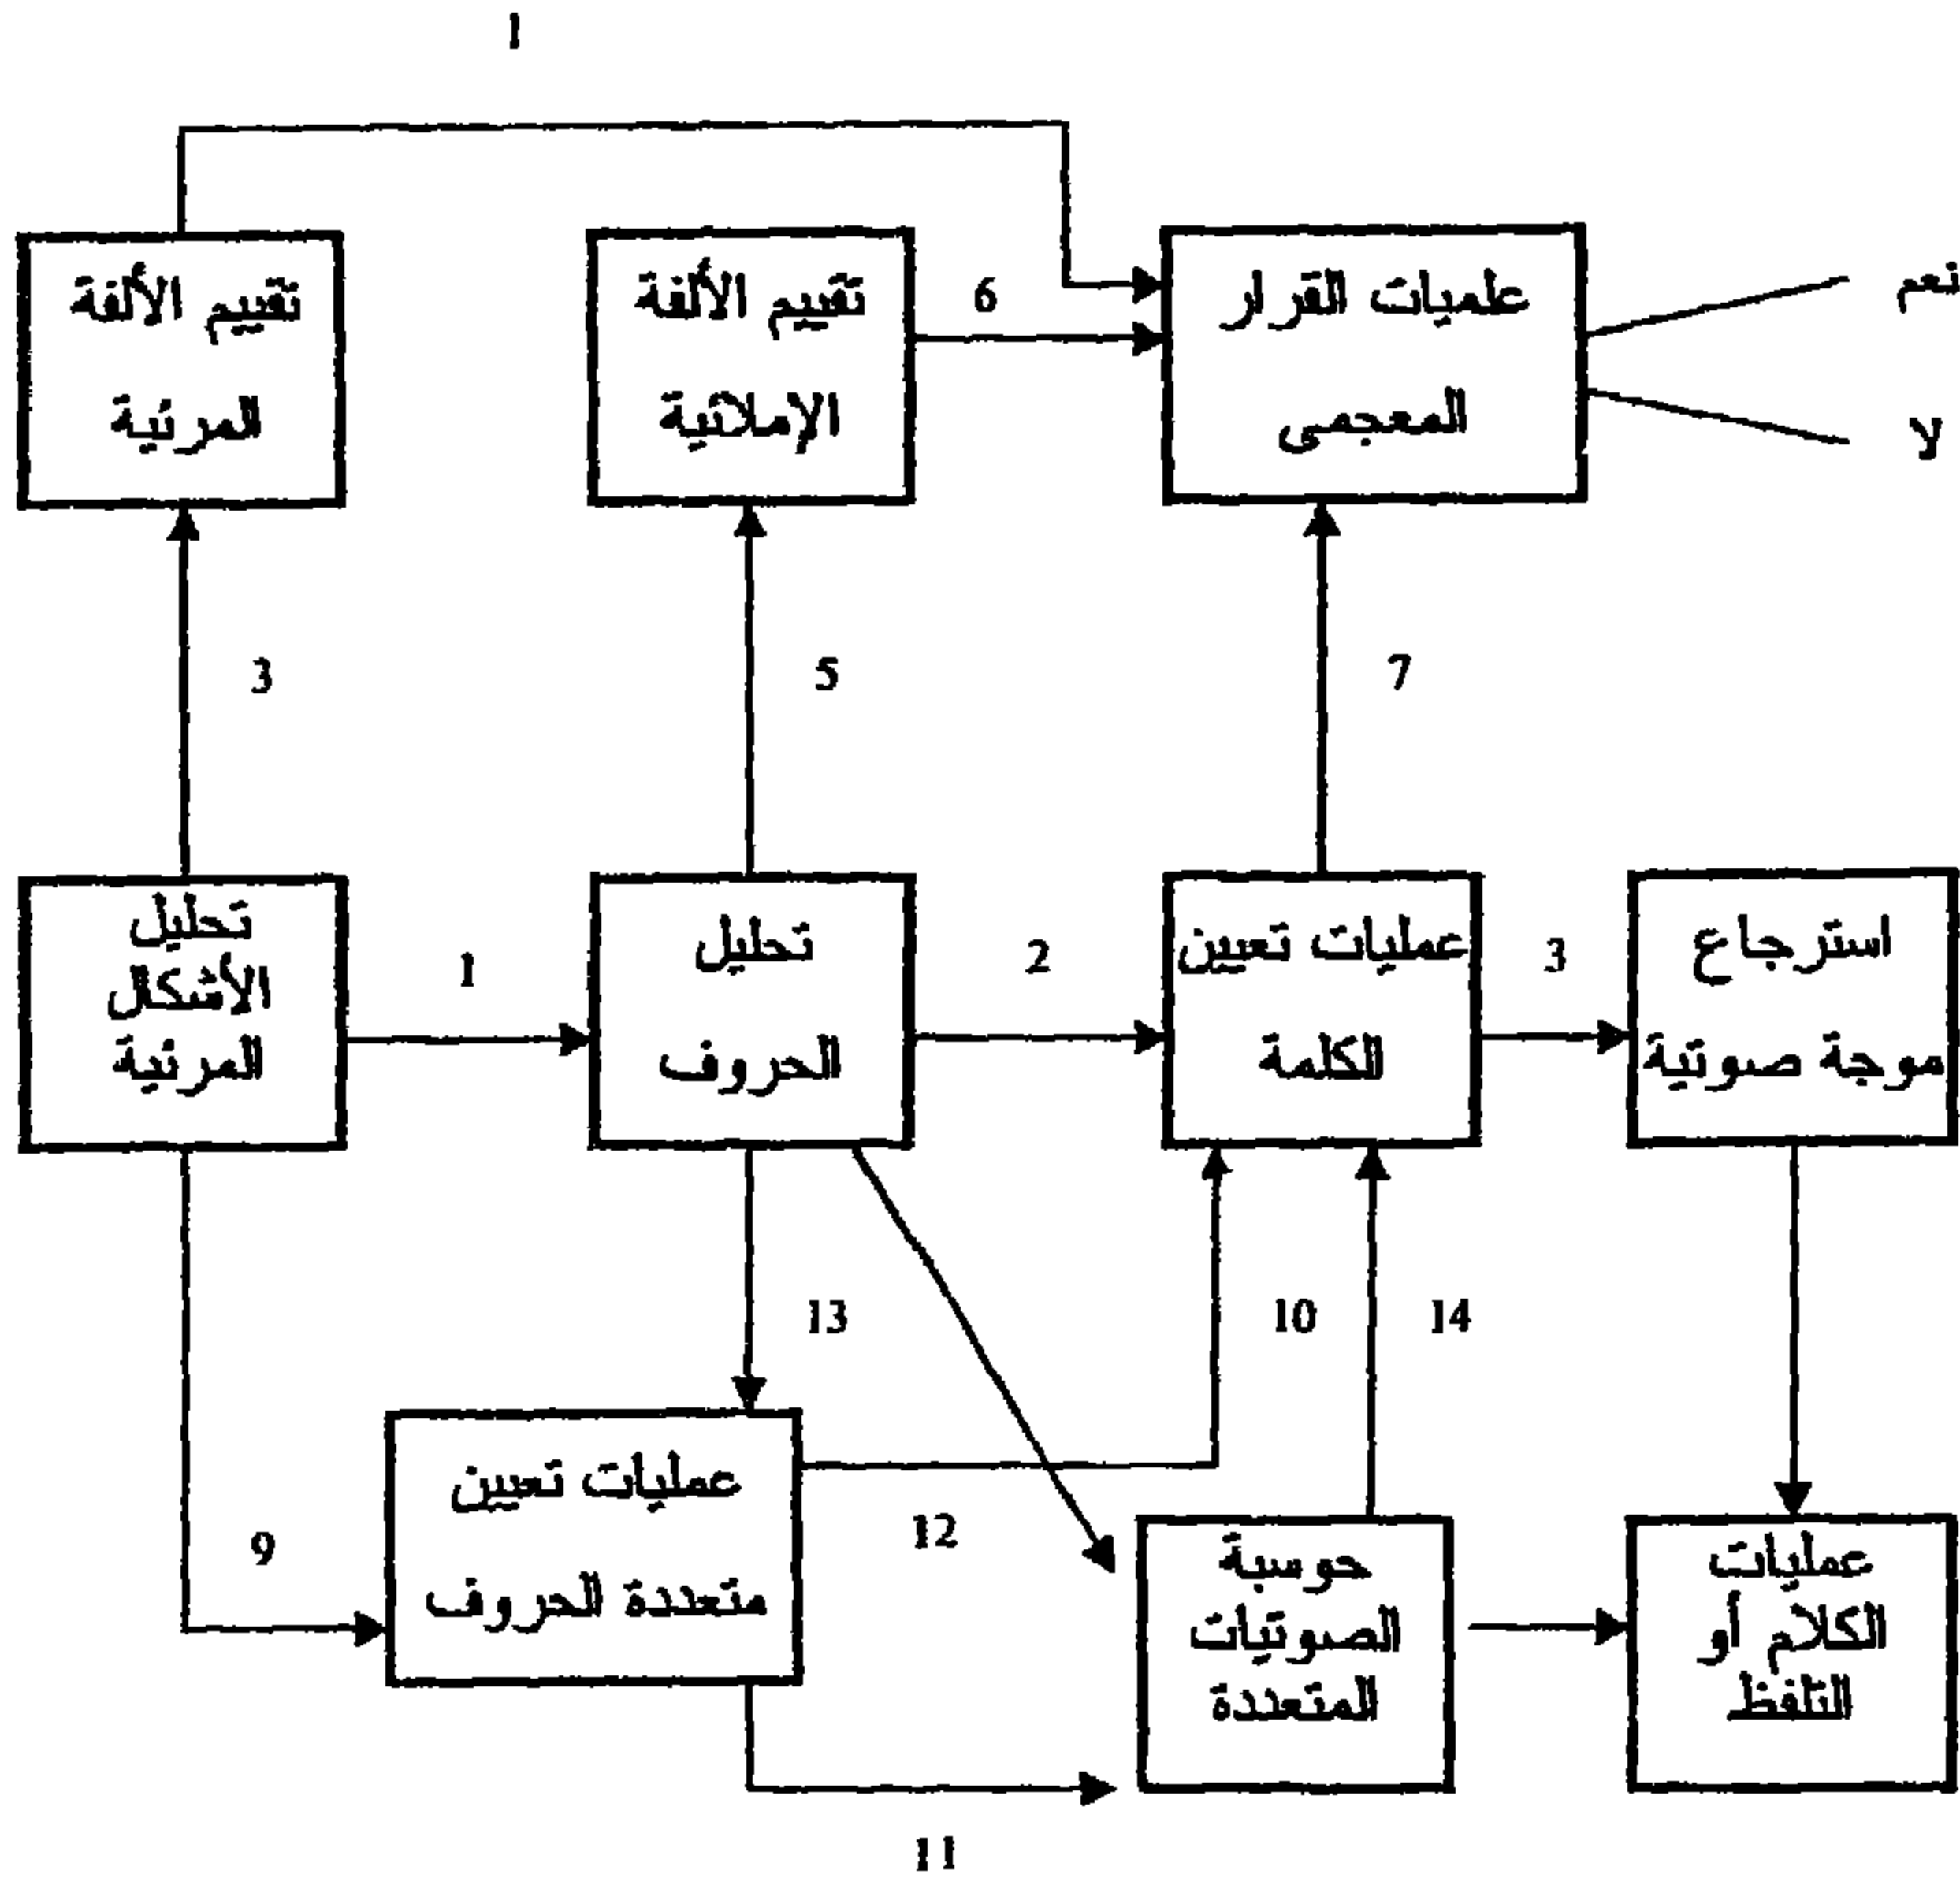 1
تقييم الألفة
المرئية
تقييم الألفة
الإملائية
6
علميات القرار
المعجمى
نعم
لا
3
5
7
تحليل
الأشكال
المرئية
1
تحليل
الحروف
2
عمليات تعيين
الكلمة
3
استرجاع
موجة صوتية
13
10
14
9
عمليات تعيين
متعددة الحروف
12
حوسبة
الصوتيات
المتعددة
عمليات
الكلام أو
التلفظ
11